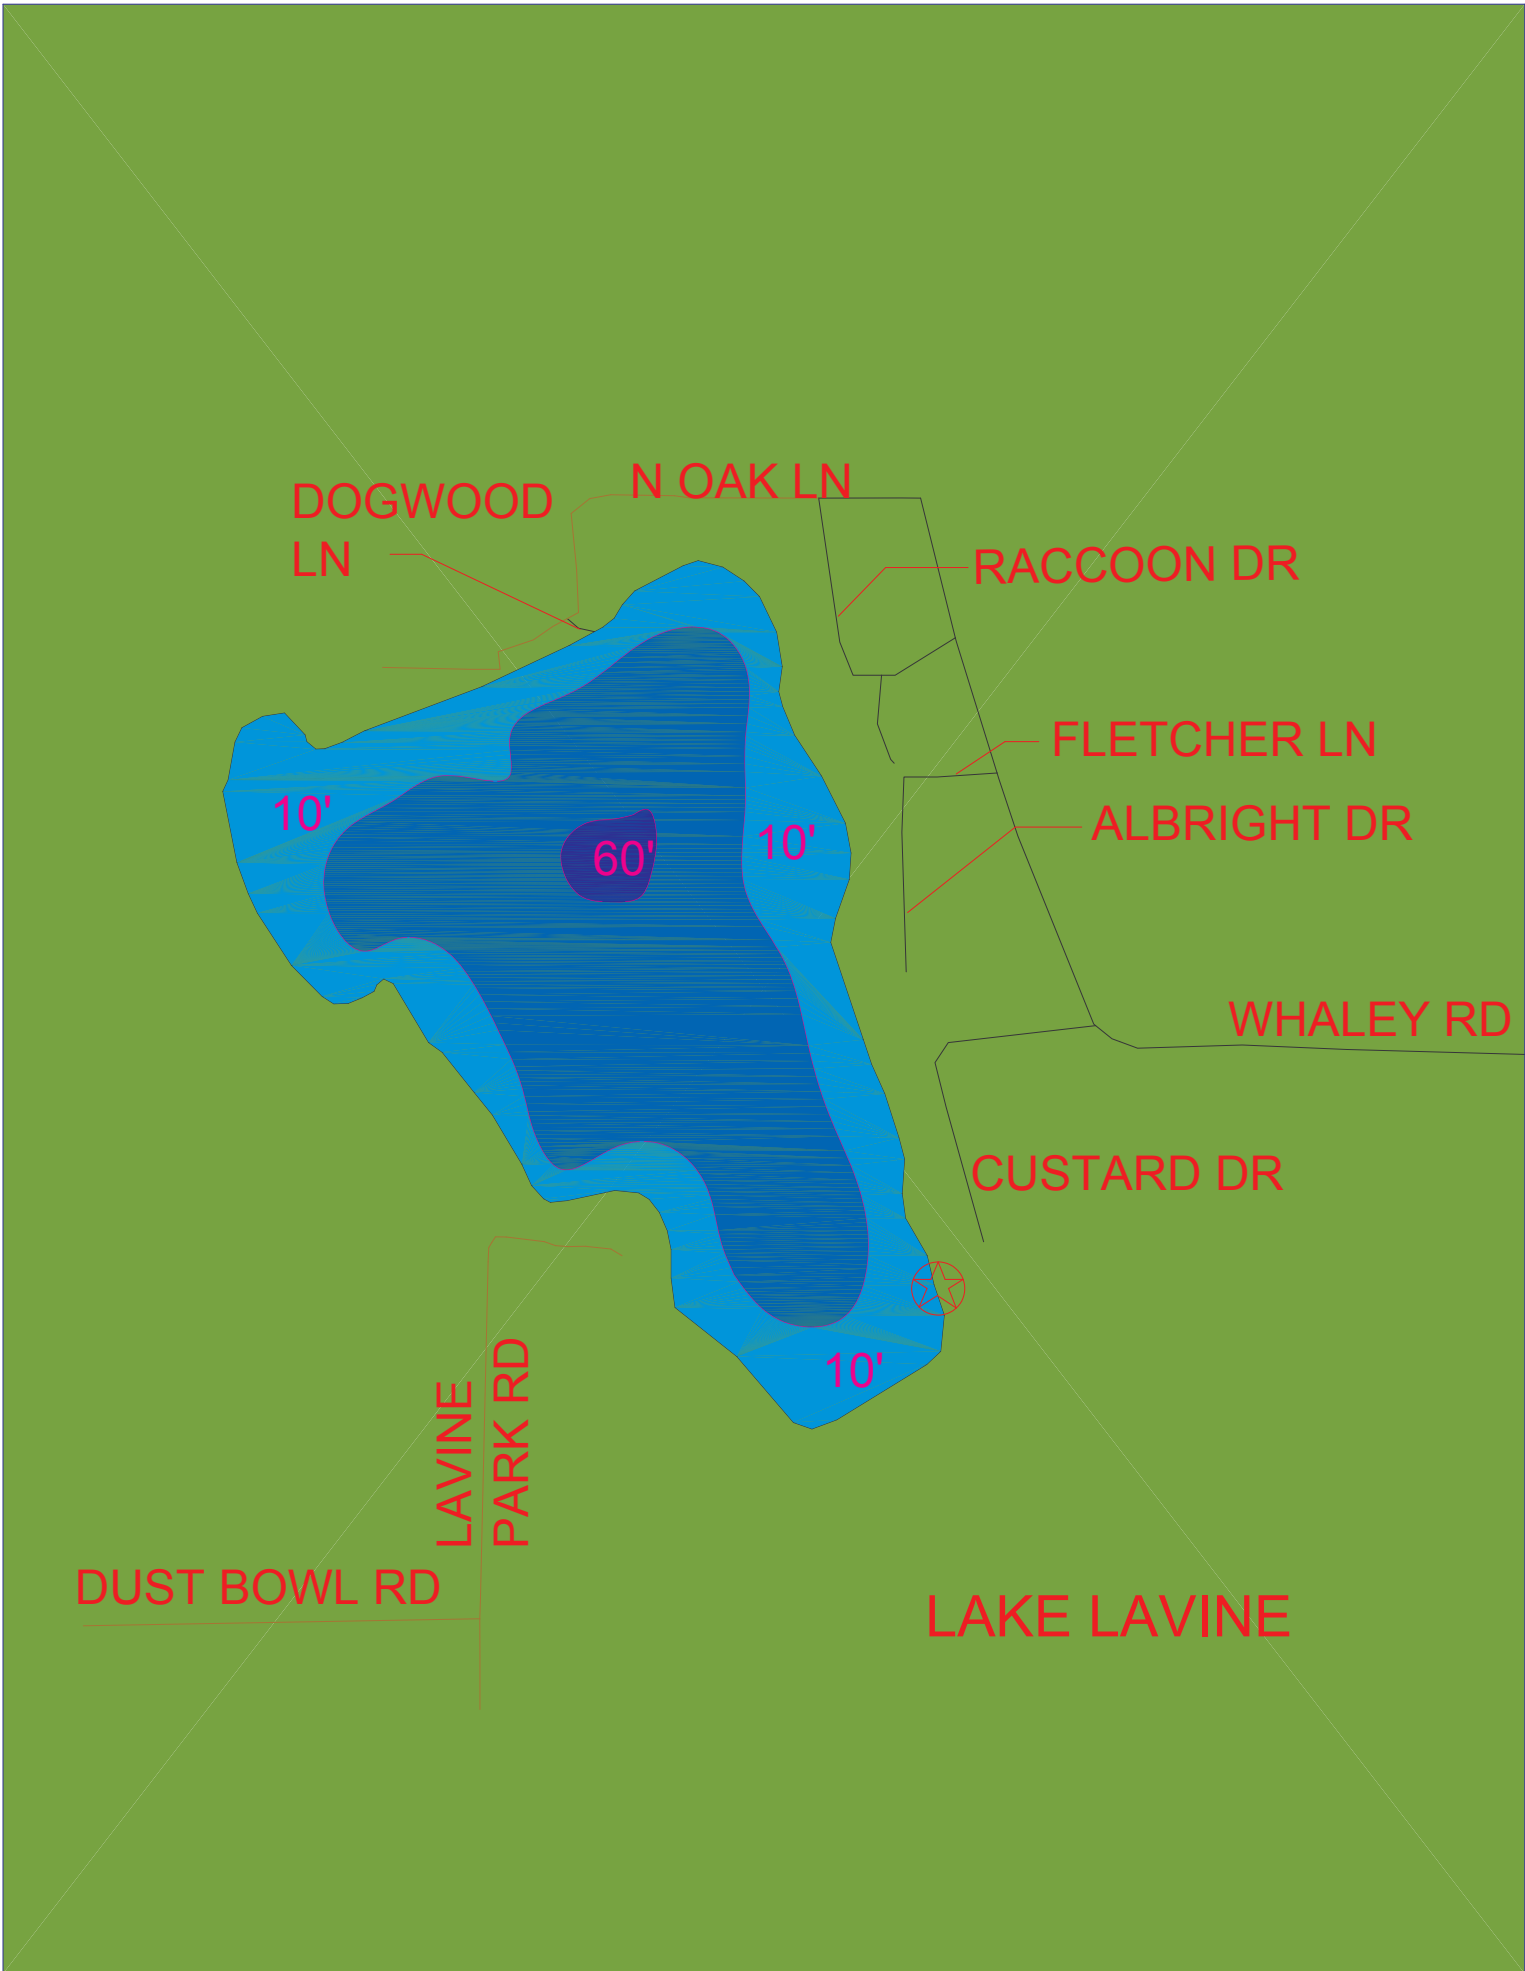 N OAK LN
DOGWOOD
LN
RACCOON DR
FLETCHER LN
10'
10'
60'
ALBRIGHT DR
WHALEY RD
CUSTARD DR
10'
LAVINE
PARK RD
DUST BOWL RD
LAKE LAVINE